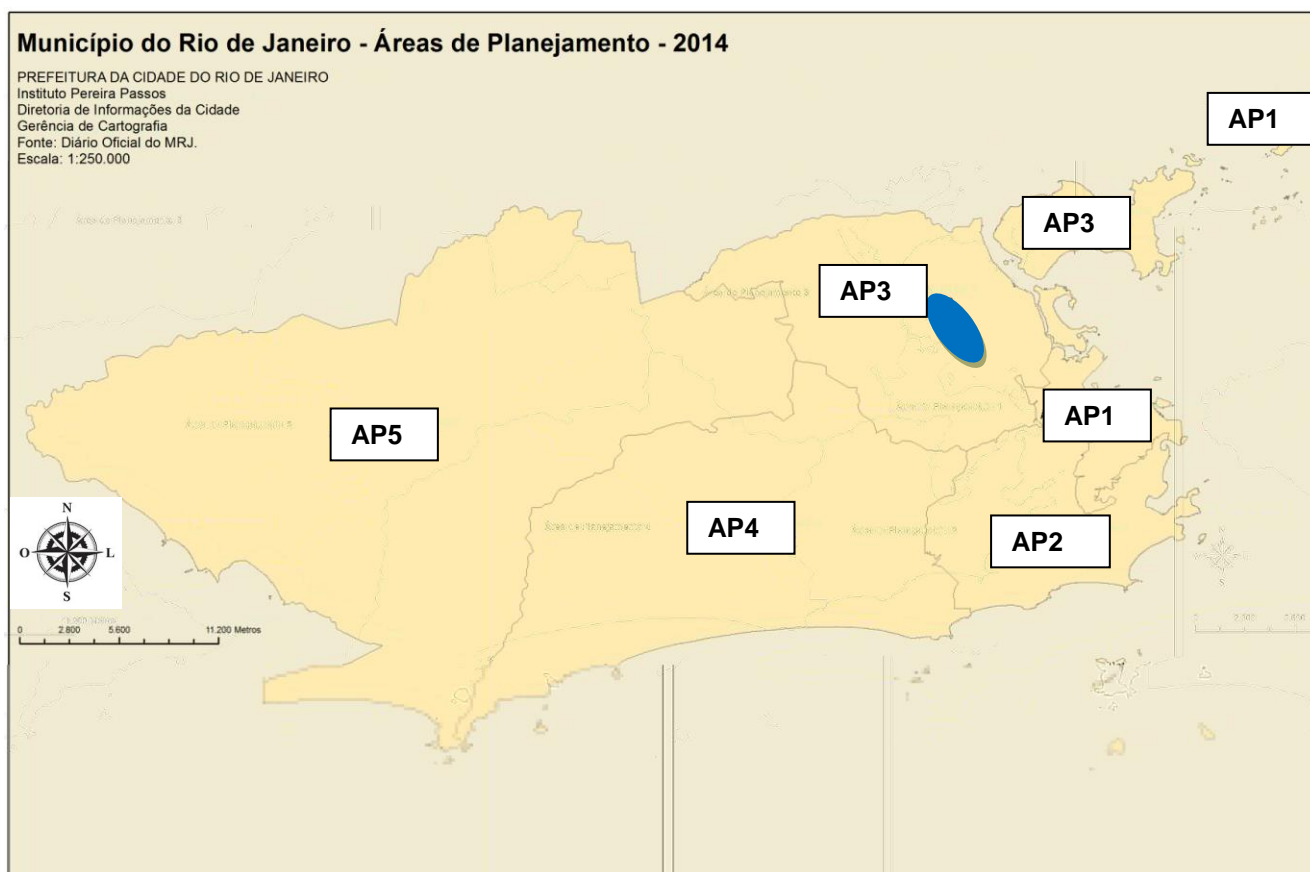 Município do Rio de Janeiro - Áreas de Planejamento - 2014
PREFEITURA DA CIDADE DO RIO DE JANEIRO
Instituto Pereira Passos
Diretoria de Informações da Cidade
Gerência de Cartografia
Fonte: Diário Oficial do MRJ.
Escala: 1:250.000
AP1
AP3
AP3
AP1
AP5
AP4
AP2
N
O L
S
0 2.800 5.600 11.200 Metros